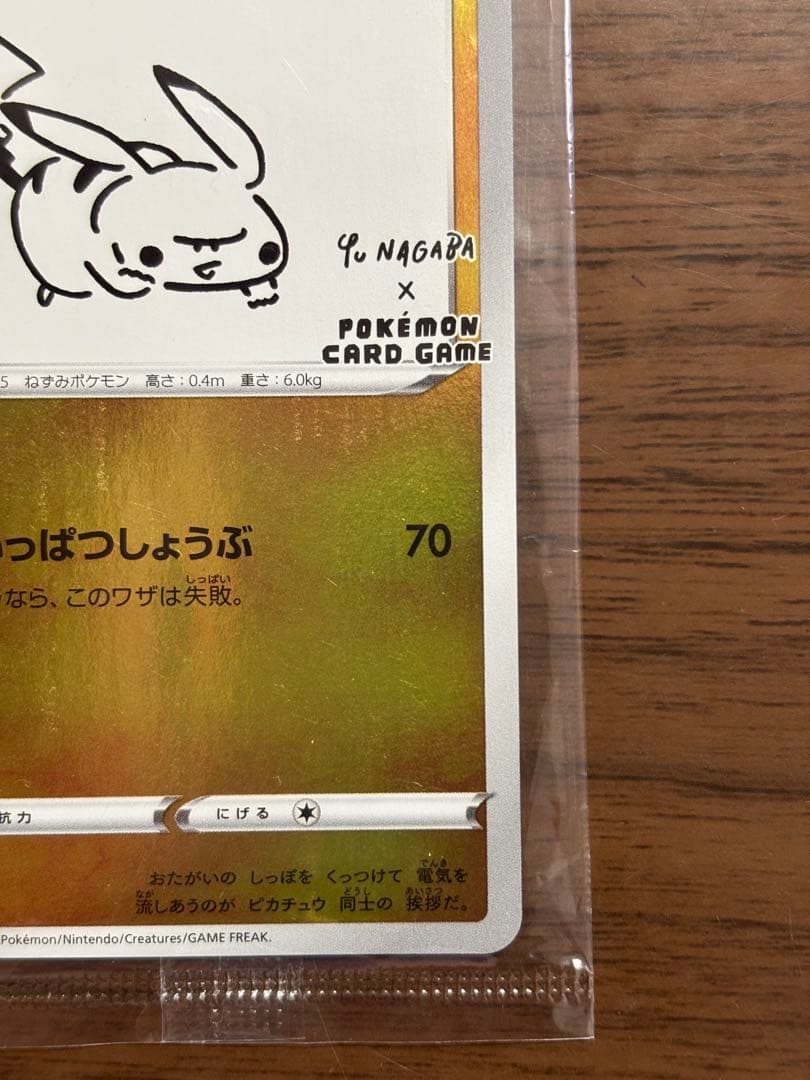 Yu NAGABA
×
POKÉMON
CARD GAME
5 ねずみポケモン 高さ：0.4m 重さ：6.0kg
っぱつしょうぶ 70
なら、このワザは失敗。
抗力 にげる
おたがいの しっぽを くっつけて 電気を
流しあうのが ピカチュウ 同士の 挨拶だ。
Pokémon/Nintendo/Creatures/GAME FREAK.